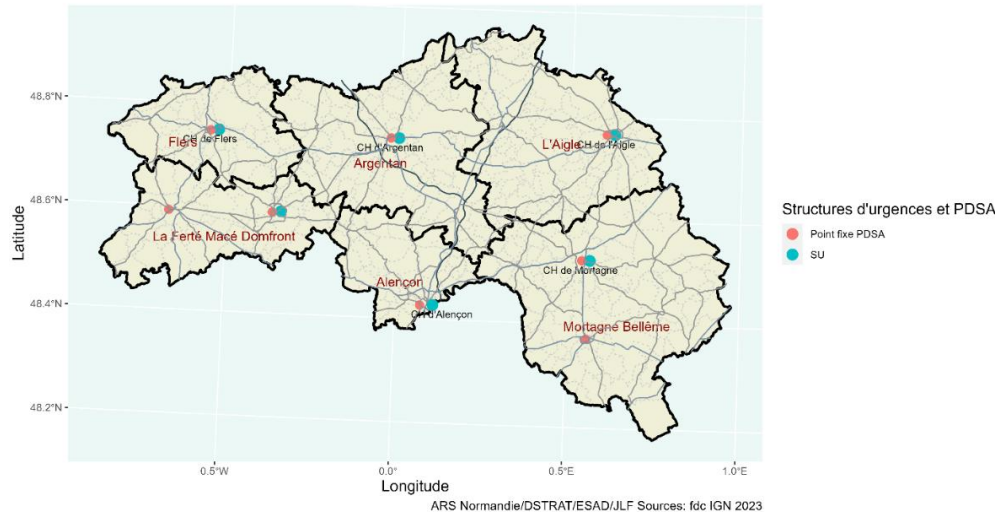 48.8°N
48.6°N
48.4°N
48.2°N
Latitude
CH de Flers
Flers
CH d'Argentan
Argentan
CH de l'Aigle
L'Aigle
La Ferté Macé Domfront
CH de Mortagne
Alençon
CH d'Alençon
Mortagne Bellême
0.5°W
0.0°
0.5°E
1.0°E
Longitude
Structures d'urgences et PDSA
Point fixe PDSA
SU
ARS Normandie/DSTRAT/ESAD/JLF Sources: fdc IGN 2023